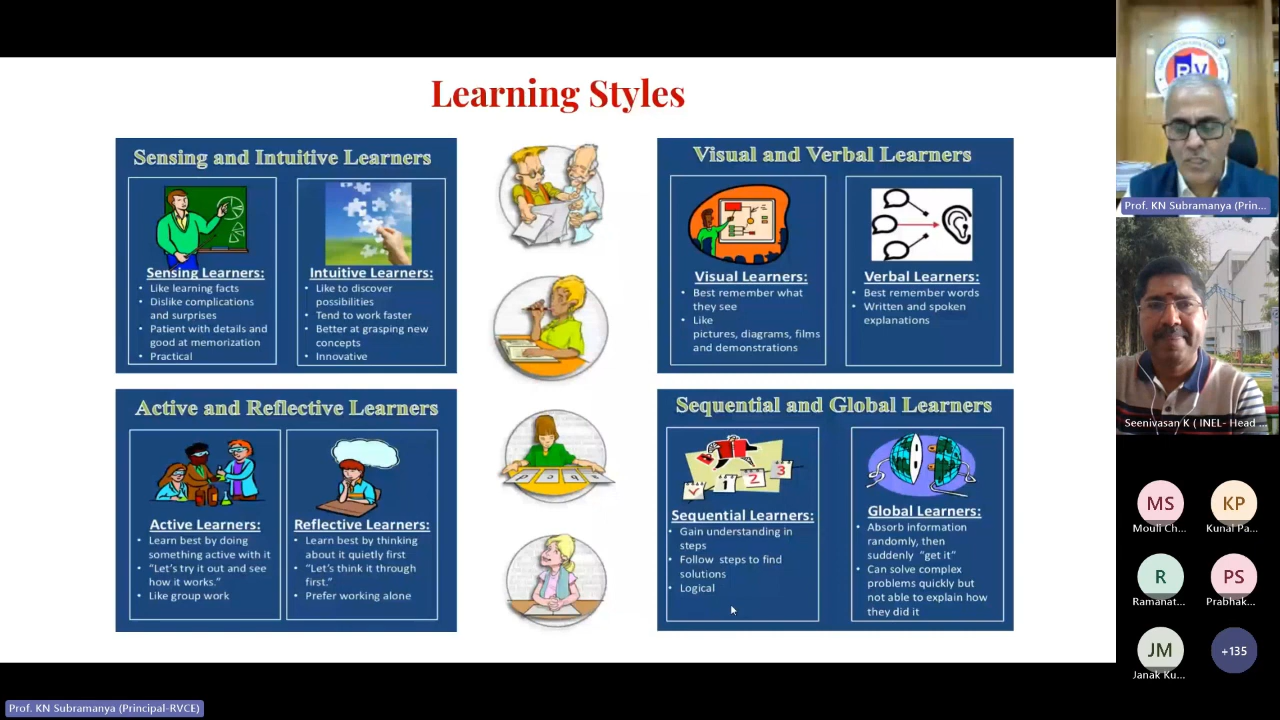 Learning Styles
Sensing and Intuitive Learners
Sensing Learners:
• Like learning facts
• Dislike complications
and surprises
• Patient with details and
good at memorization
• Practical
Intuitive Learners:
• Like to discover
possibilities
• Tend to work faster
• Better at grasping new
concepts
• Innovative
Visual and Verbal Learners
Visual Learners:
• Best remember what
they see
• Like
pictures, diagrams, films
and demonstrations
Verbal Learners:
• Best remember words
• Written and spoken
explanations
Active and Reflective Learners
Active Learners:
• Learn best by doing
something active with it
• “Let’s try it out and see
how it works.”
• Like group work
Reflective Learners:
• Learn best by thinking
about it quietly first
• “Let’s think it through
first.”
• Prefer working alone
Sequential and Global Learners
1 2 3
Sequential Learners:
• Gain understanding in
steps
• Follow steps to find
solutions
• Logical
Global Learners:
• Absorb information
randomly, then
suddenly “get it”
• Can solve complex
problems quickly but
not able to explain how
they did it
RV
Prof. KN Subramanya (Prin...
Seenivasan K ( INEL- Head ...
MS
Mouli Ch...
KP
Kunal Pa...
R
Ramanat...
PS
Prabhak...
JM
Janak Ku...
+135
Prof. KN Subramanya (Principal-RVCE)